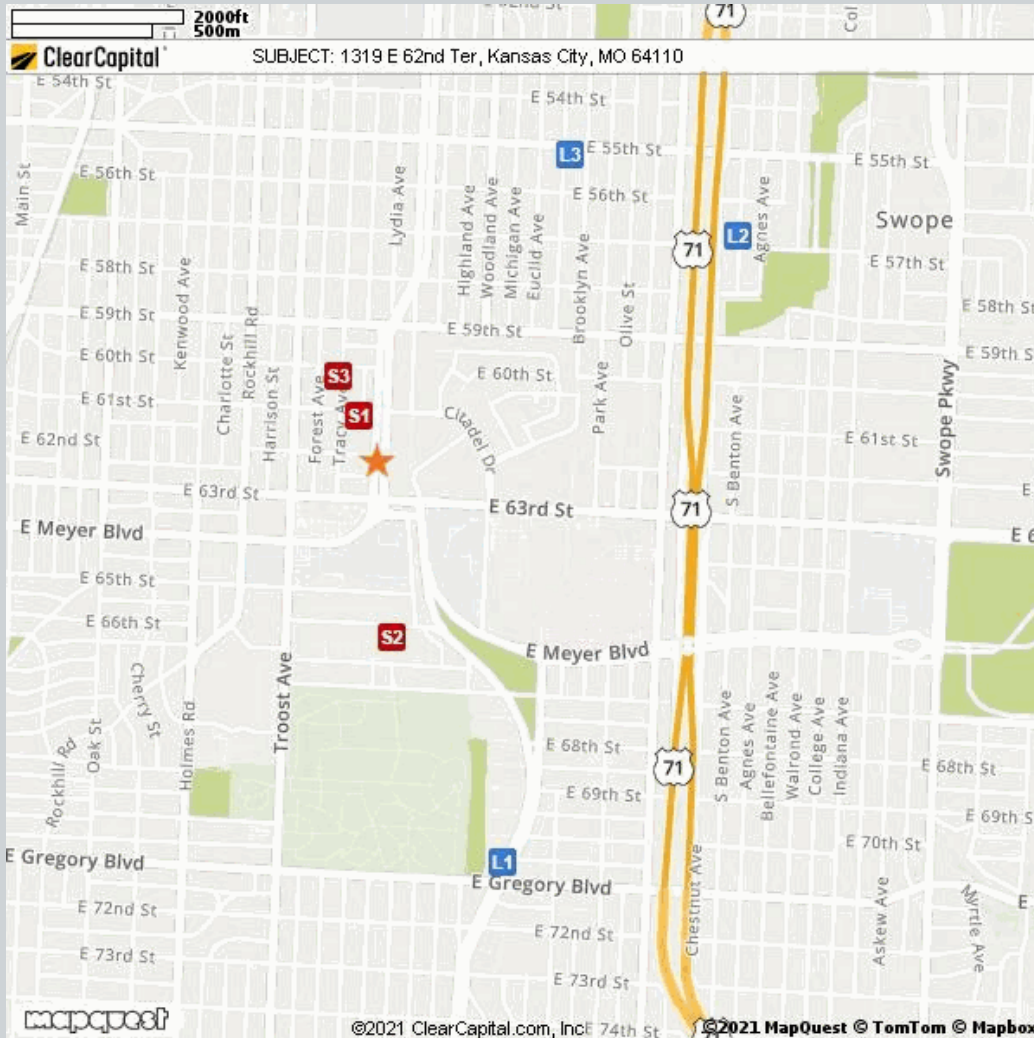 71
Col
2000ft
500m
ClearCapital
SUBJECT: 1319 E 62nd Ter, Kansas City, MO 64110
E 54th St
E 54th St
L3
E 55th St
E 55th St
Main St
E 56th St
Lydia Ave
Highland Ave
Woodland Ave
Michigan Ave
Euclid Ave
E 56th St
Agnes Ave
Swope
L2
71
E 57th St
E 58th St
Kenwood Ave
Brooklyn Ave
Olive St
E 58th St
E 59th St
Rockhill Rd
E 59th St
E 59th S
E 60th St
Charlotte St
S3
E 60th St
Park Ave
Swope Pkwy
E 61st St
Harrison St
Forest Ave
Tracy Ave
S1
Citadel Dr
S Benton Ave
E 62nd St
E 61st St
E 63rd St
E
E 63rd St
71
E Meyer Blvd
E 6
E 65th St
E 66th St
S2
E Meyer Blvd
Cherry St
Troost Ave
Holmes Rd
Oak St
Rockhill Rd
S Benton Ave
Agnes Ave
Bellefontaine Ave
Walrond Ave
College Ave
Indiana Ave
E 68th St
71
E 68th St
E 69th St
E 69th S
E 70th St
E Gregory Blvd
L1
E Gregory Blvd
Chestnut Ave
Askew Ave
Myrtle Ave
E
E 72nd St
E 72nd St
E 73rd St
E 73rd St
mapquest
©2021 ClearCapital.com, Inc
E 74th St
©2021 MapQuest © TomTom © Mapbox